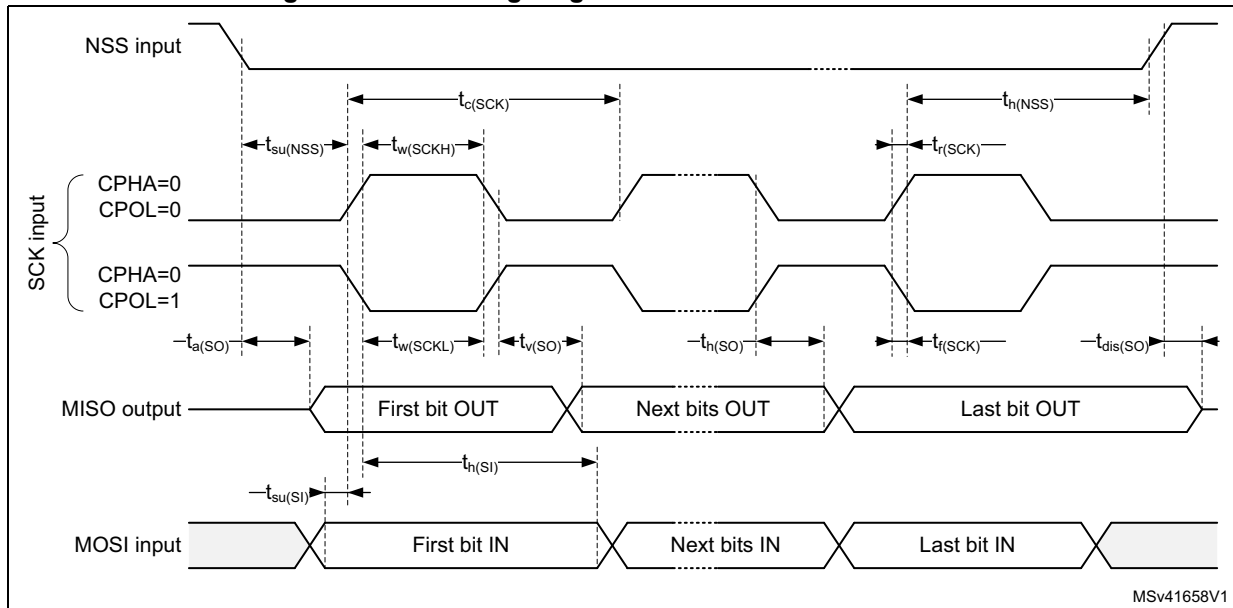 NSS input
tc(SCK)
th(NSS)
tsu(NSS)
tw(SCKH)
tr(SCK)
SCK input
CPHA=0
CPOL=0
CPHA=0
CPOL=1
ta(SO)
tw(SCKL)
tv(SO)
th(SO)
tf(SCK)
tdis(SO)
MISO output
First bit OUT
Next bits OUT
Last bit OUT
th(SI)
tsu(SI)
MOSI input
First bit IN
Next bits IN
Last bit IN
MSv41658V1